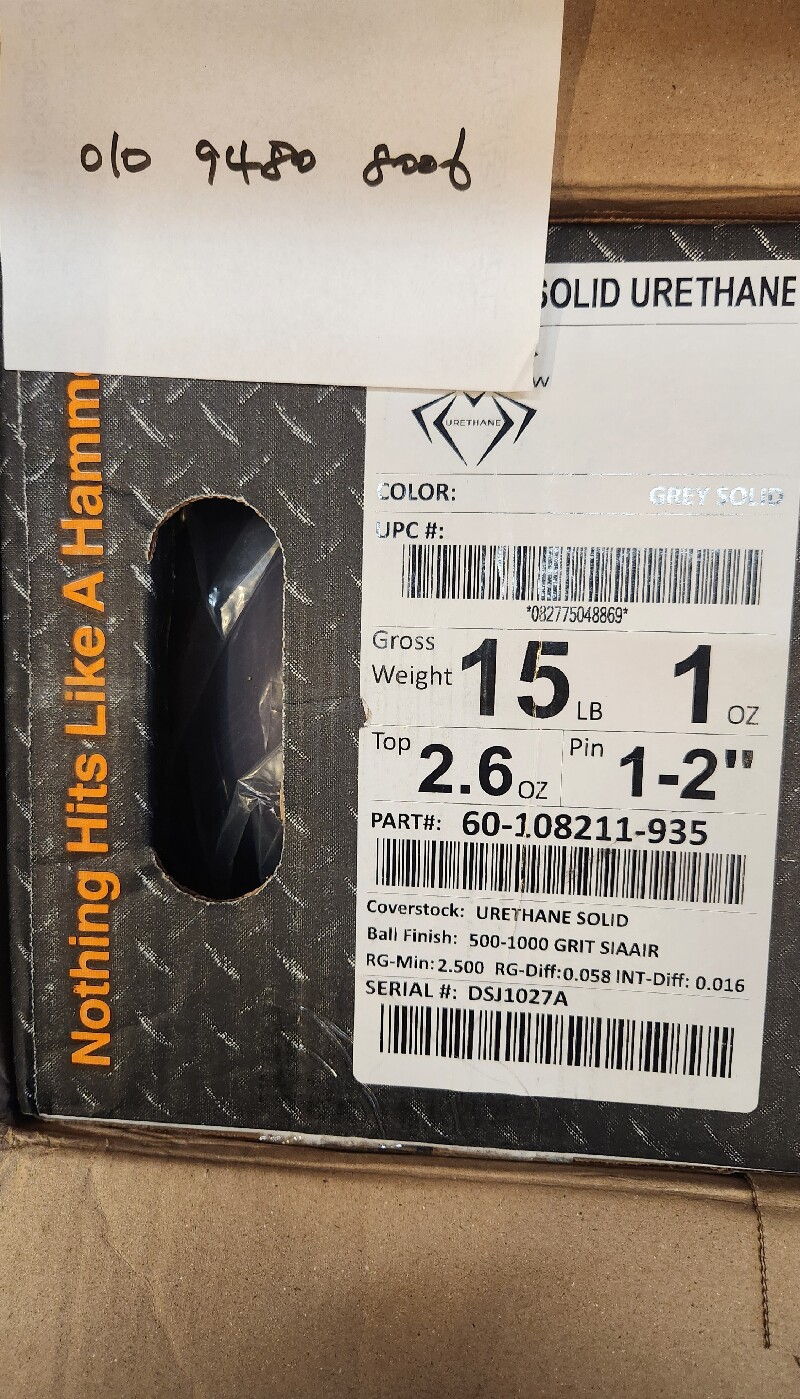 010 9480 8006
SOLID URETHANE
URETHANE
COLOR: GREY SOLID
UPC #:
*082775048869*
Gross Weight 15 LB 1 OZ
Top 2.6 OZ Pin 1-2"
PART#: 60-108211-935
Coverstock: URETHANE SOLID
Ball Finish: 500-1000 GRIT SIAAIR
RG-Min: 2.500 RG-Diff:0.058 INT-Diff: 0.016
SERIAL #: DSJ1027A
Nothing Hits Like A Hamm